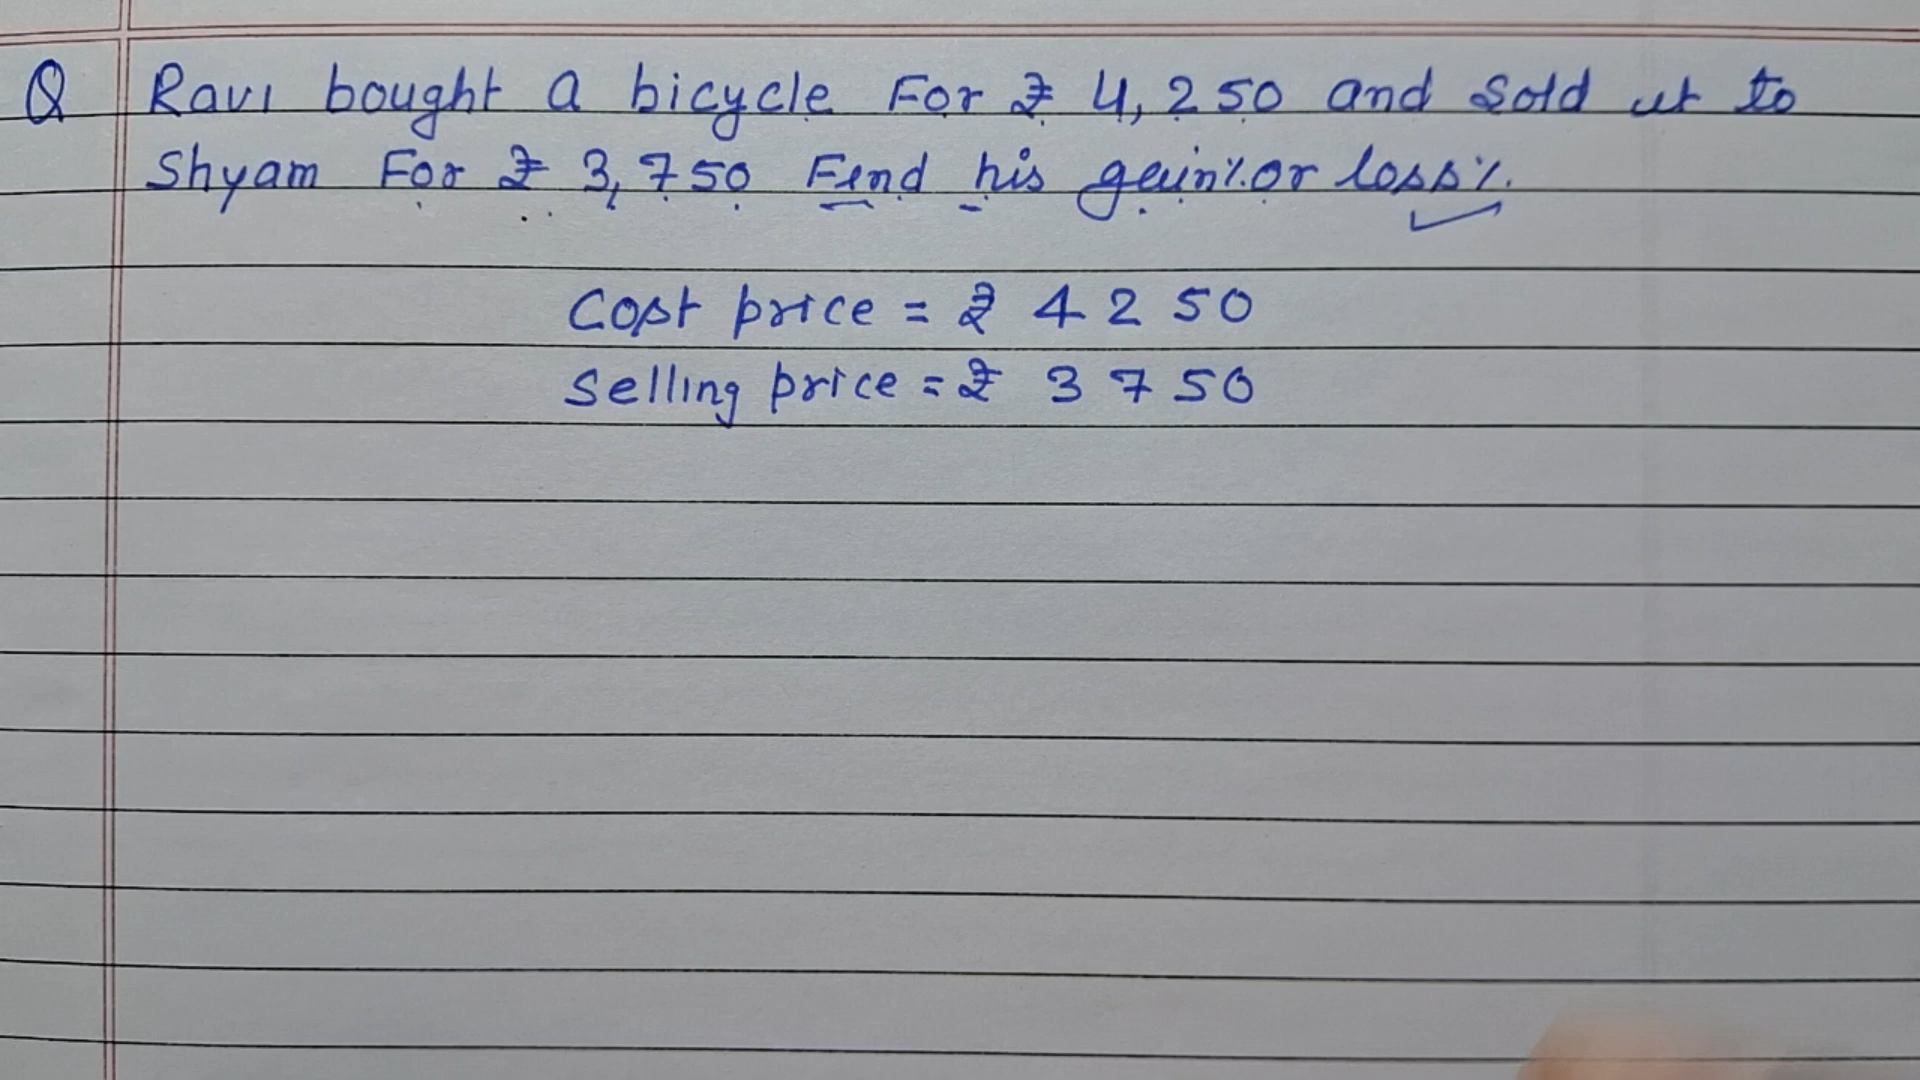 Q Ravi bought a bicycle For ₹ 4,250 and Sold it to
Shyam For ₹ 3,750 Find his gain% or loss%.
Cost price = ₹ 4250
Selling price = ₹ 3750